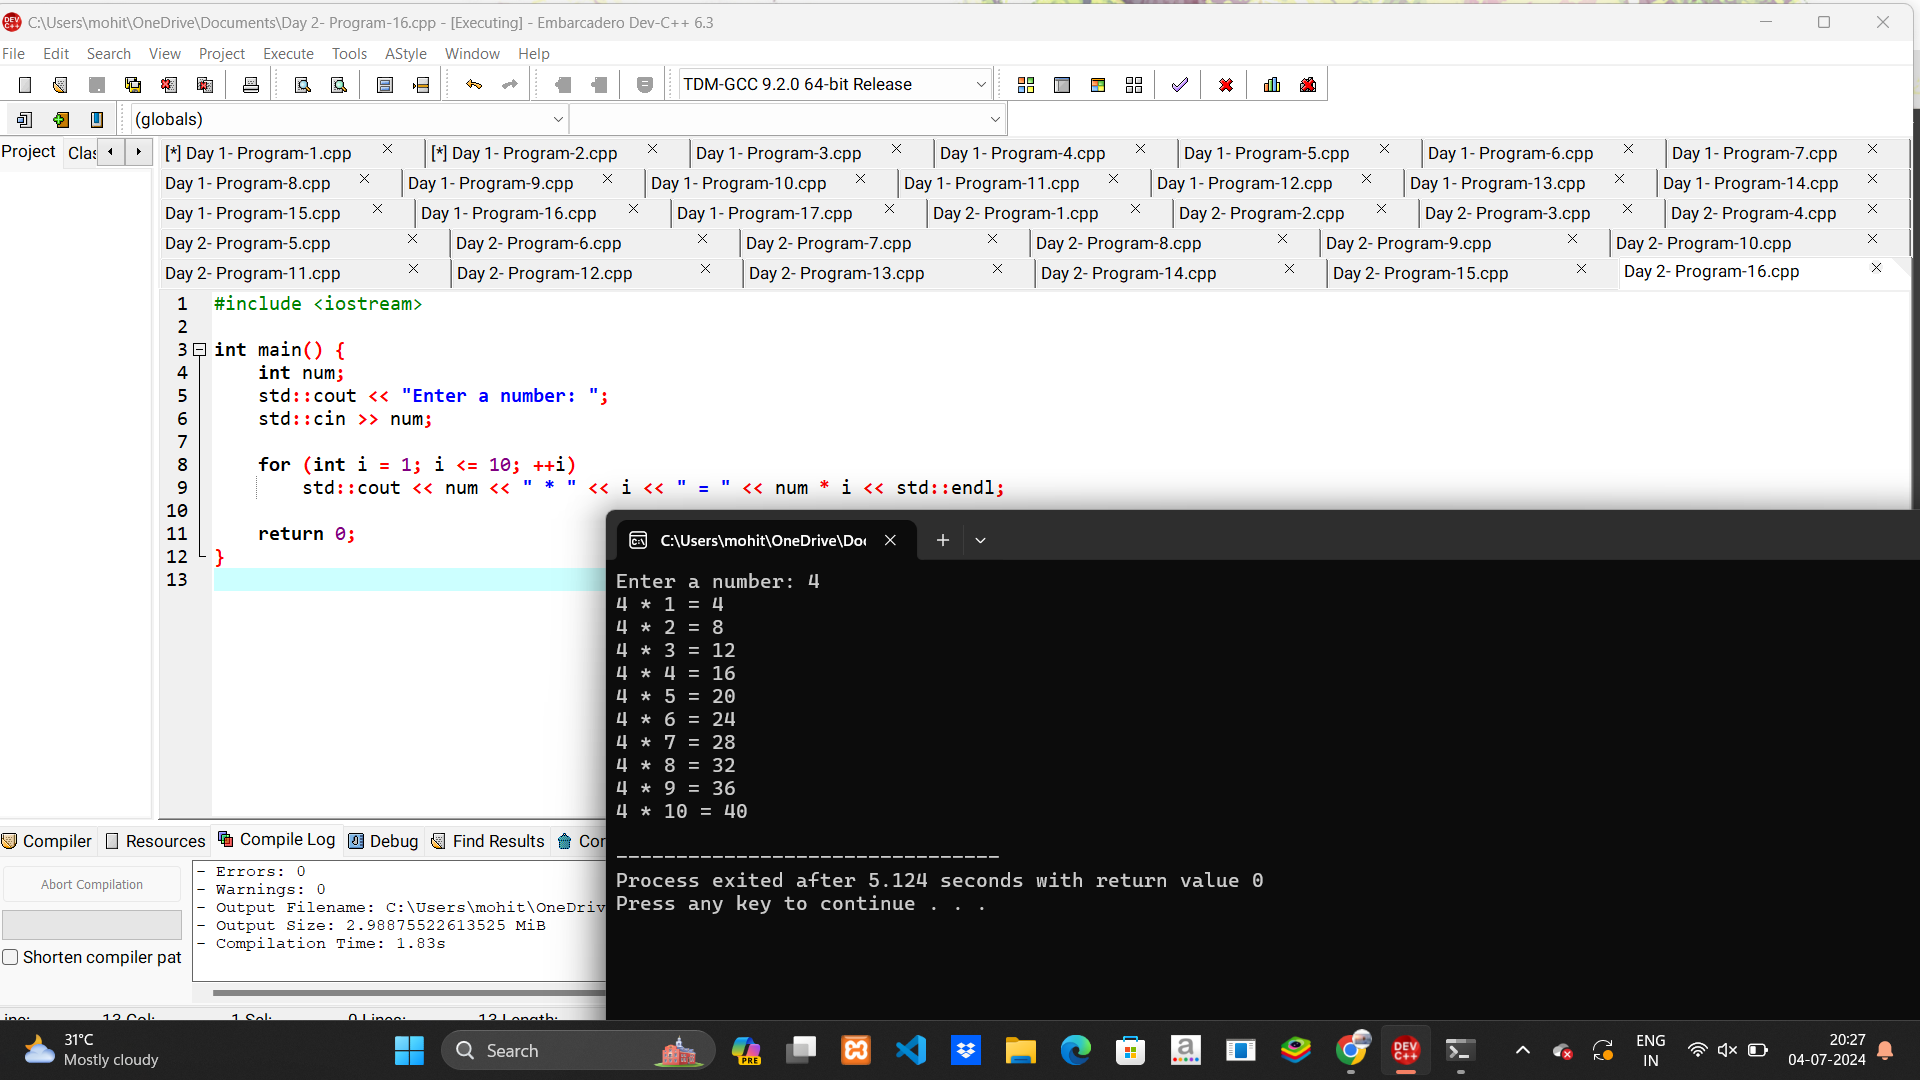 C:\Users\mohit\OneDrive\Documents\Day 2- Program-16.cpp - [Executing] - Embarcadero Dev-C++ 6.3
File Edit Search View Project Execute Tools AStyle Window Help
TDM-GCC 9.2.0 64-bit Release
(globals)
Project Clas
[*] Day 1- Program-1.cpp [*] Day 1- Program-2.cpp Day 1- Program-3.cpp Day 1- Program-4.cpp Day 1- Program-5.cpp Day 1- Program-6.cpp Day 1- Program-7.cpp
Day 1- Program-8.cpp Day 1- Program-9.cpp Day 1- Program-10.cpp Day 1- Program-11.cpp Day 1- Program-12.cpp Day 1- Program-13.cpp Day 1- Program-14.cpp
Day 1- Program-15.cpp Day 1- Program-16.cpp Day 1- Program-17.cpp Day 2- Program-1.cpp Day 2- Program-2.cpp Day 2- Program-3.cpp Day 2- Program-4.cpp
Day 2- Program-5.cpp Day 2- Program-6.cpp Day 2- Program-7.cpp Day 2- Program-8.cpp Day 2- Program-9.cpp Day 2- Program-10.cpp
Day 2- Program-11.cpp Day 2- Program-12.cpp Day 2- Program-13.cpp Day 2- Program-14.cpp Day 2- Program-15.cpp Day 2- Program-16.cpp
1 #include <iostream>
2
3 int main() {
4 int num;
5 std::cout << "Enter a number: ";
6 std::cin >> num;
7
8 for (int i = 1; i <= 10; ++i)
9 std::cout << num << " * " << i << " = " << num * i << std::endl;
10
11 return 0;
12 }
13
C:\Users\mohit\OneDrive\Do
Enter a number: 4
4 * 1 = 4
4 * 2 = 8
4 * 3 = 12
4 * 4 = 16
4 * 5 = 20
4 * 6 = 24
4 * 7 = 28
4 * 8 = 32
4 * 9 = 36
4 * 10 = 40
--------------------------------
Process exited after 5.124 seconds with return value 0
Press any key to continue . . .
Compiler Resources Compile Log Debug Find Results
Abort Compilation
Shorten compiler pat
- Errors: 0
- Warnings: 0
- Output Filename: C:\Users\mohit\OneDriv
- Output Size: 2.98875522613525 MiB
- Compilation Time: 1.83s
13 Col: 1 Sel: 0 Lines: 13 Length:
31°C
Mostly cloudy
Search
PRE
DEV C++
ENG
IN
20:27
04-07-2024